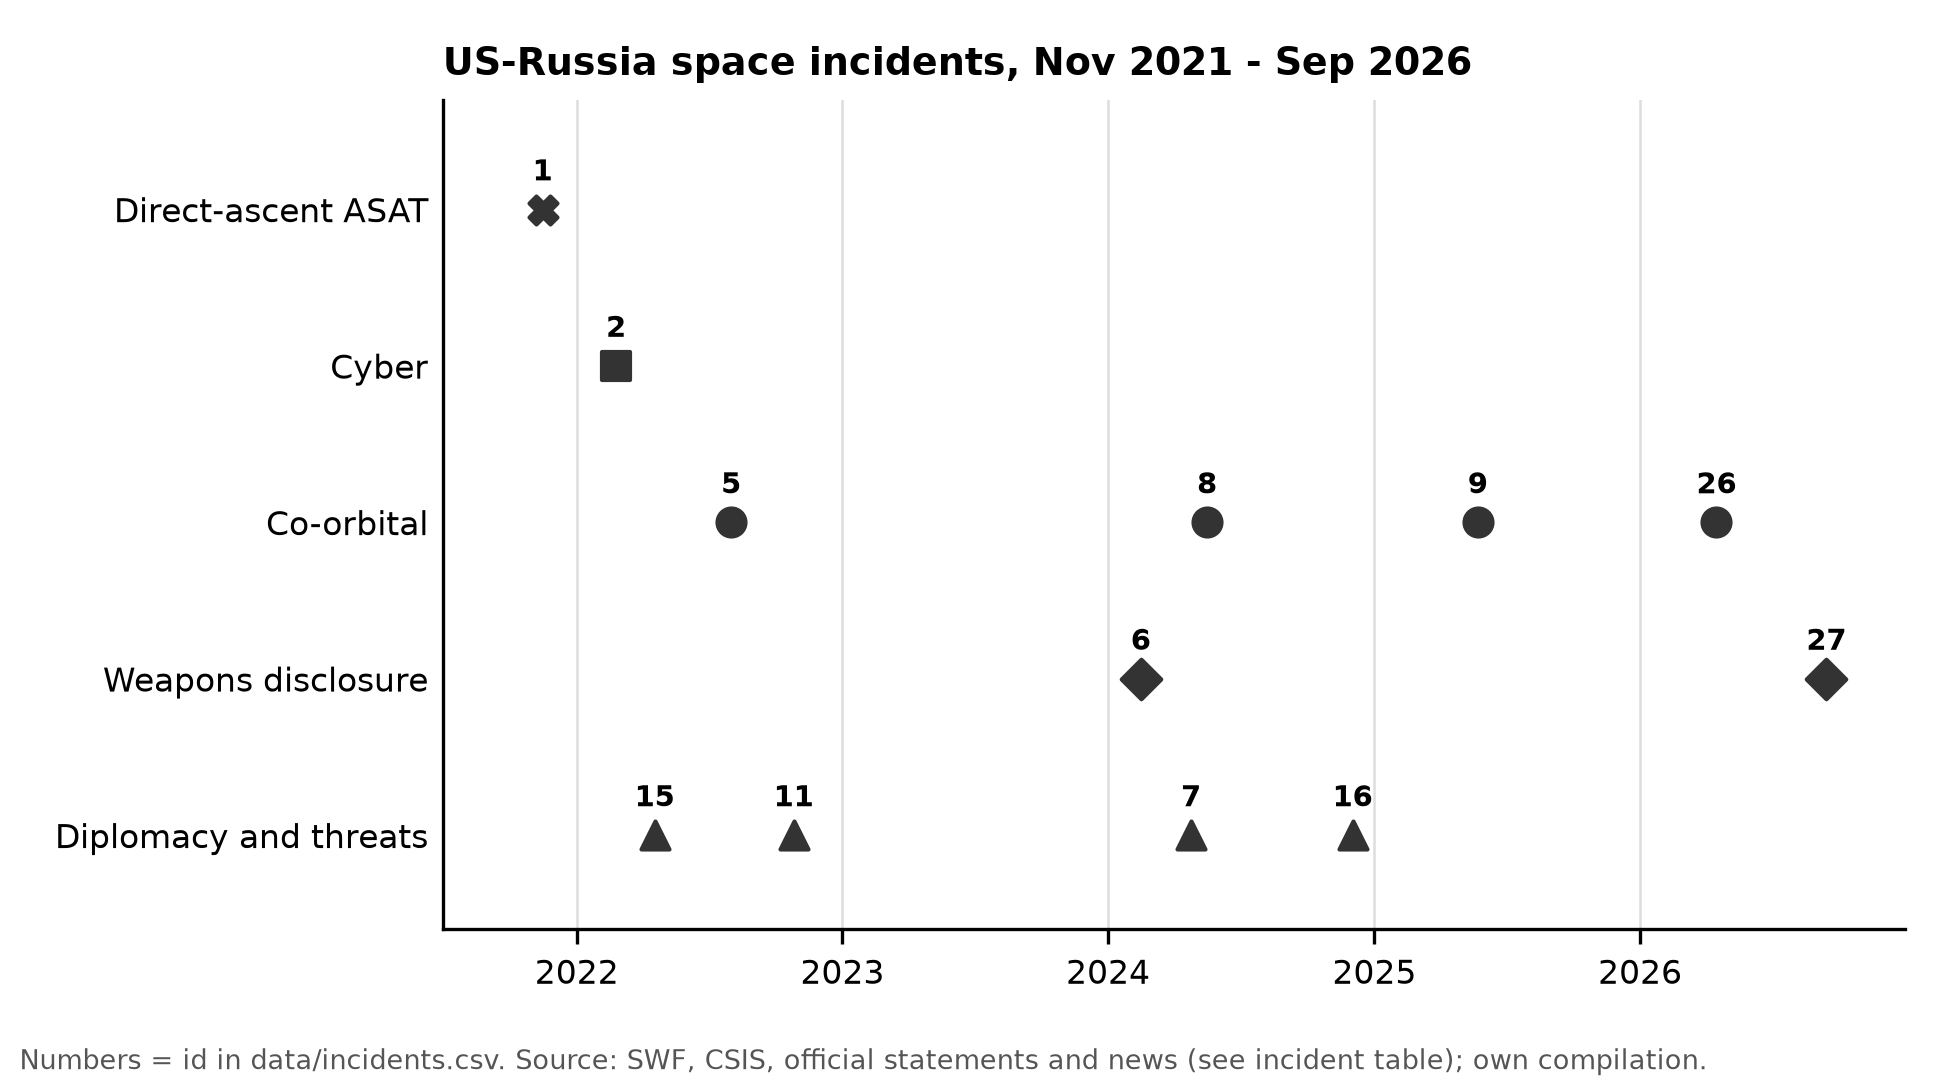 US-Russia space incidents, Nov 2021 - Sep 2026
1
Direct-ascent ASAT
2
Cyber
5 8 9 26
Co-orbital
6 27
Weapons disclosure
15 11 7 16
Diplomacy and threats
2022 2023 2024 2025 2026
Numbers = id in data/incidents.csv. Source: SWF, CSIS, official statements and news (see incident table); own compilation.